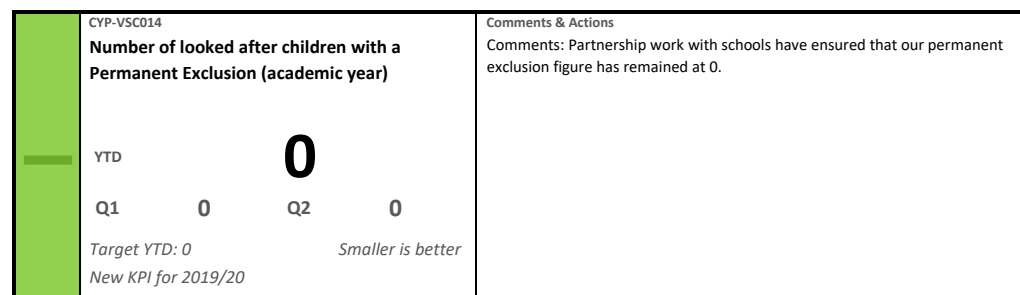 CYP-VSC014
Number of looked after children with a
Permanent Exclusion (academic year)
YTD 0
Q1 0 Q2 0
Target YTD: 0 Smaller is better
New KPI for 2019/20
Comments & Actions
Comments: Partnership work with schools have ensured that our permanent
exclusion figure has remained at 0.